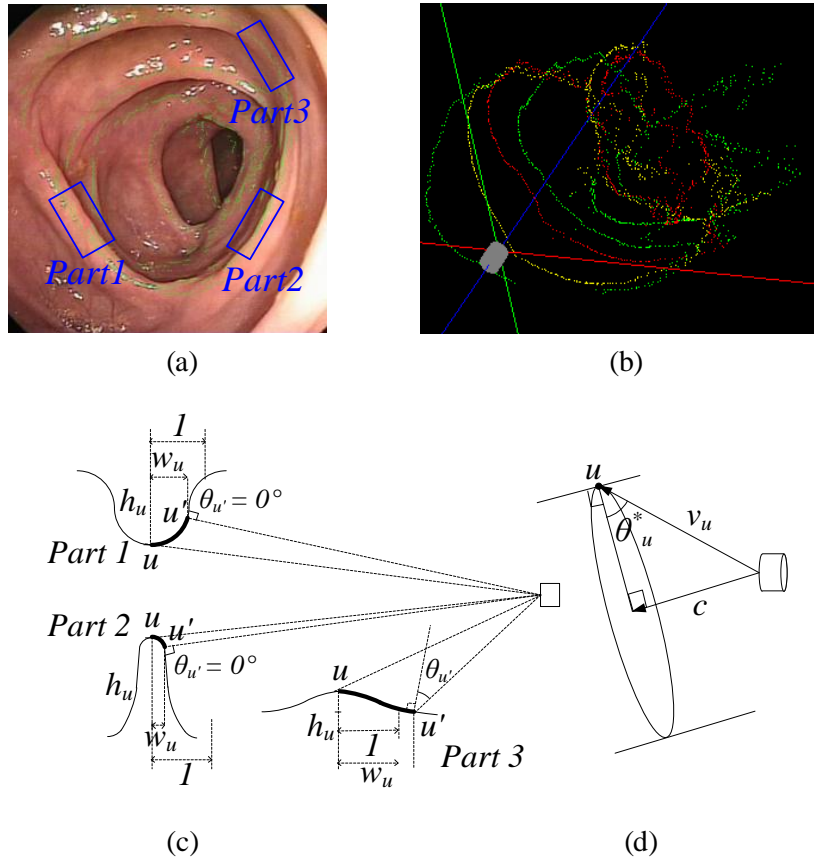 Part3
Part1
Part2
(a)
(b)
1
w_u
h_u
u'
θ_u' = 0°
Part 1
u
Part 2
u
u'
θ_u' = 0°
h_u
w_u
1
u
θ_u'
h_u
1
u'
w_u
Part 3
u
θ*_u
v_u
c
(c)
(d)